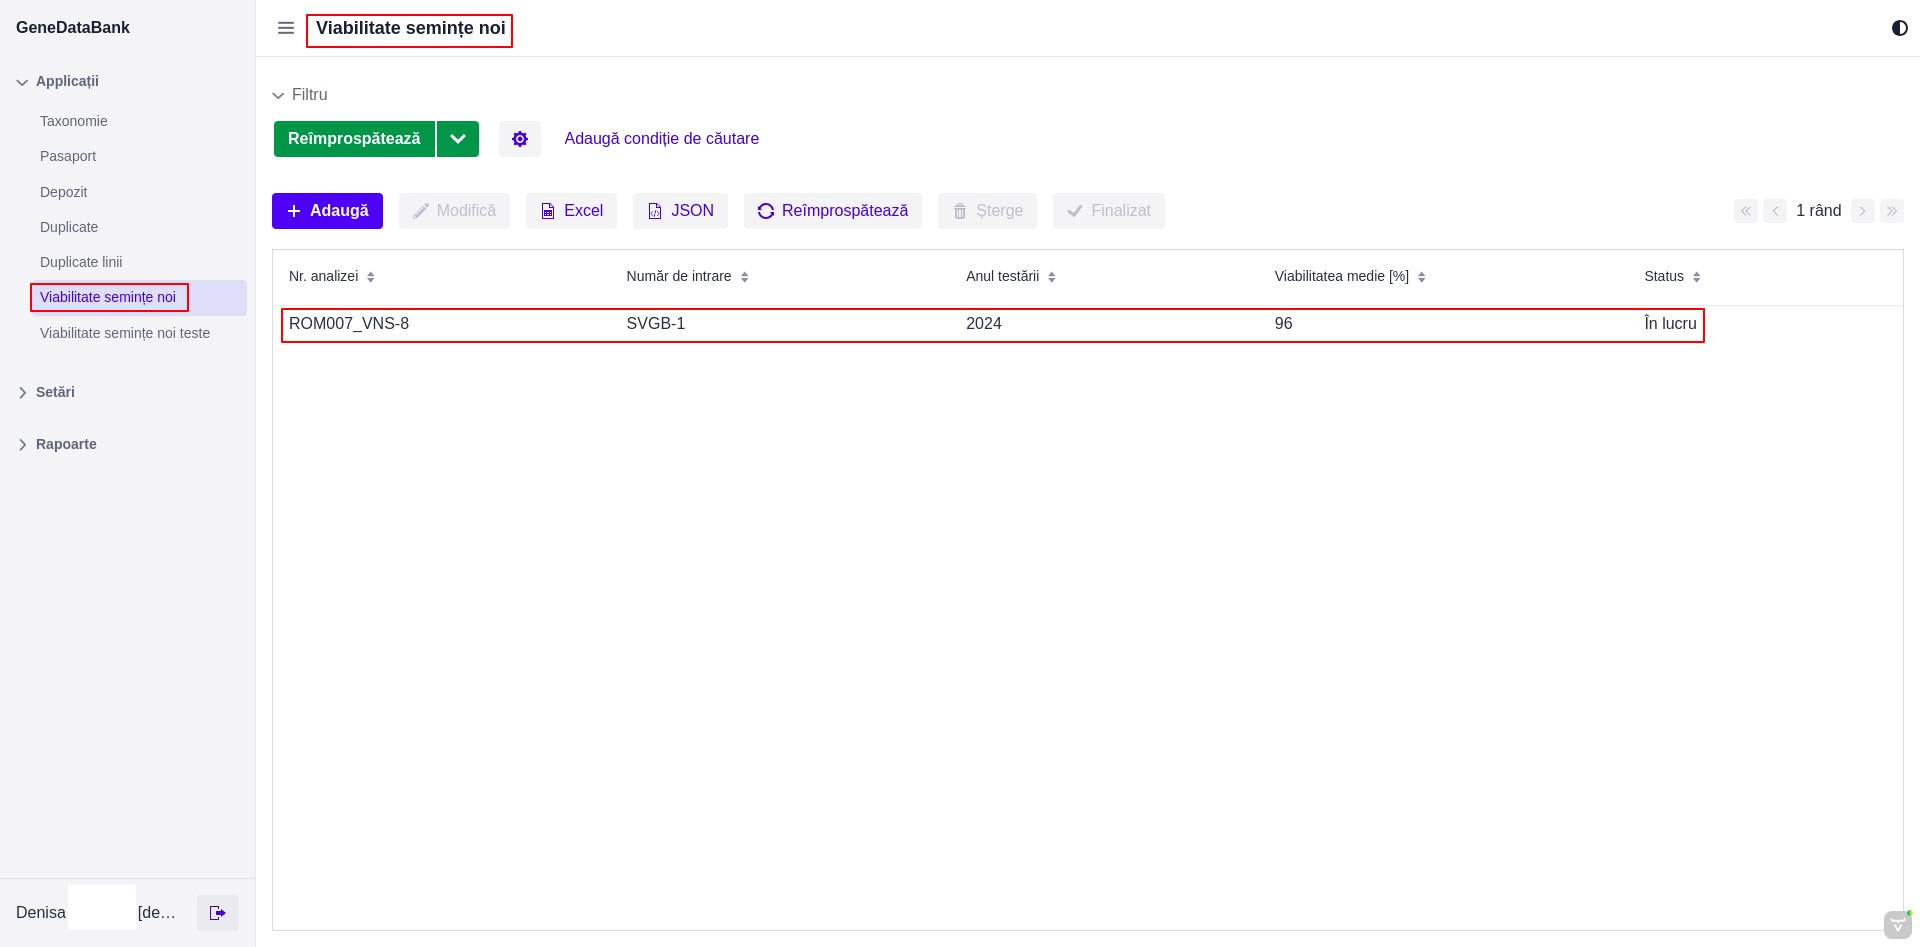 GeneDataBank
Viabilitate semințe noi
Applicații
Taxonomie
Pasaport
Depozit
Duplicate
Duplicate linii
Viabilitate semințe noi
Viabilitate semințe noi teste
Setări
Rapoarte
Denisa [de...
Filtru
Reîmprospătează Adaugă condiție de căutare
Adaugă Modifică Excel JSON Reîmprospătează Șterge Finalizat 1 rând
Nr. analizei Număr de intrare Anul testării Viabilitatea medie [%] Status
ROM007_VNS-8 SVGB-1 2024 96 În lucru